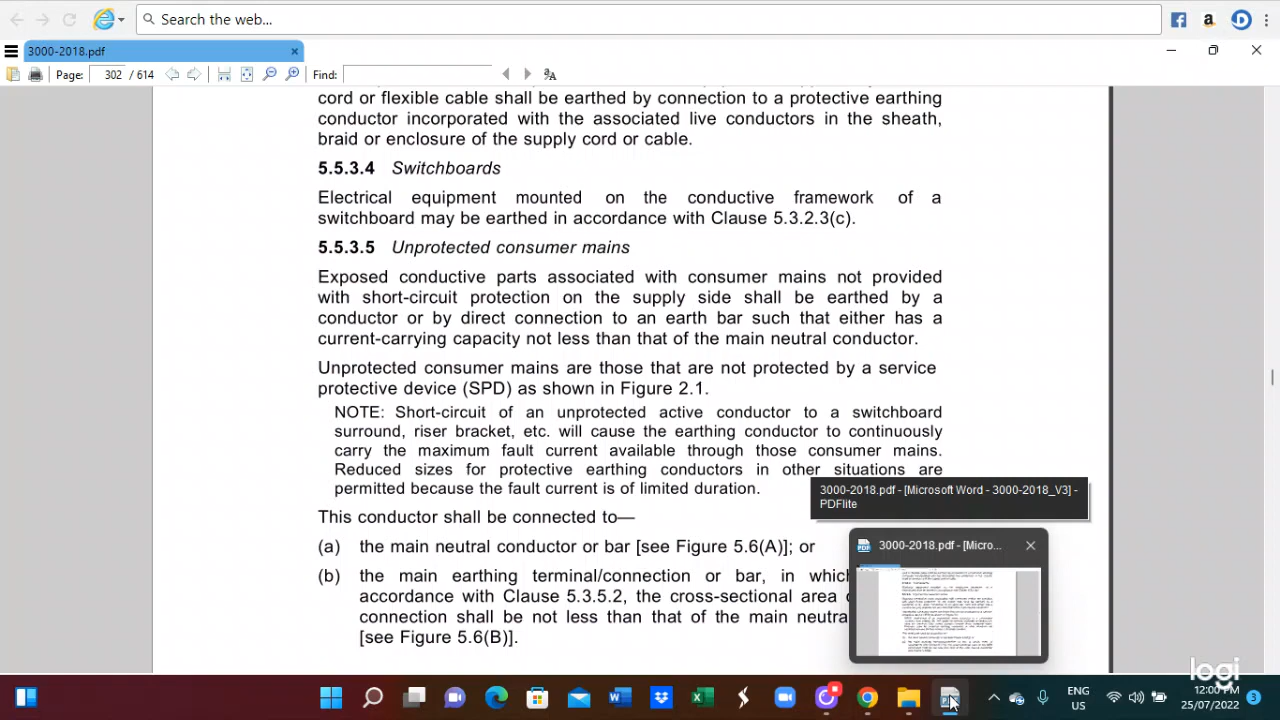 Search the web...
3000-2018.pdf
Page: 302 / 614 Find:
cord or flexible cable shall be earthed by connection to a protective earthing
conductor incorporated with the associated live conductors in the sheath,
braid or enclosure of the supply cord or cable.
5.5.3.4 Switchboards
Electrical equipment mounted on the conductive framework of a
switchboard may be earthed in accordance with Clause 5.3.2.3(c).
5.5.3.5 Unprotected consumer mains
Exposed conductive parts associated with consumer mains not provided
with short-circuit protection on the supply side shall be earthed by a
conductor or by direct connection to an earth bar such that either has a
current-carrying capacity not less than that of the main neutral conductor.
Unprotected consumer mains are those that are not protected by a service
protective device (SPD) as shown in Figure 2.1.
NOTE: Short-circuit of an unprotected active conductor to a switchboard
surround, riser bracket, etc. will cause the earthing conductor to continuously
carry the maximum fault current available through those consumer mains.
Reduced sizes for protective earthing conductors in other situations are
permitted because the fault current is of limited duration.
3000-2018.pdf - [Microsoft Word - 3000-2018_V3] -
PDFlite
This conductor shall be connected to—
(a) the main neutral conductor or bar [see Figure 5.6(A)]; or
3000-2018.pdf - [Micro...
(b) the main earthing terminal/connection or bar, in which
accordance with Clause 5.3.5.2, the cross-sectional area
connection shall be not less than that of the main neutra
[see Figure 5.6(B)].
logi
ENG
US
12:00 PM
25/07/2022
3